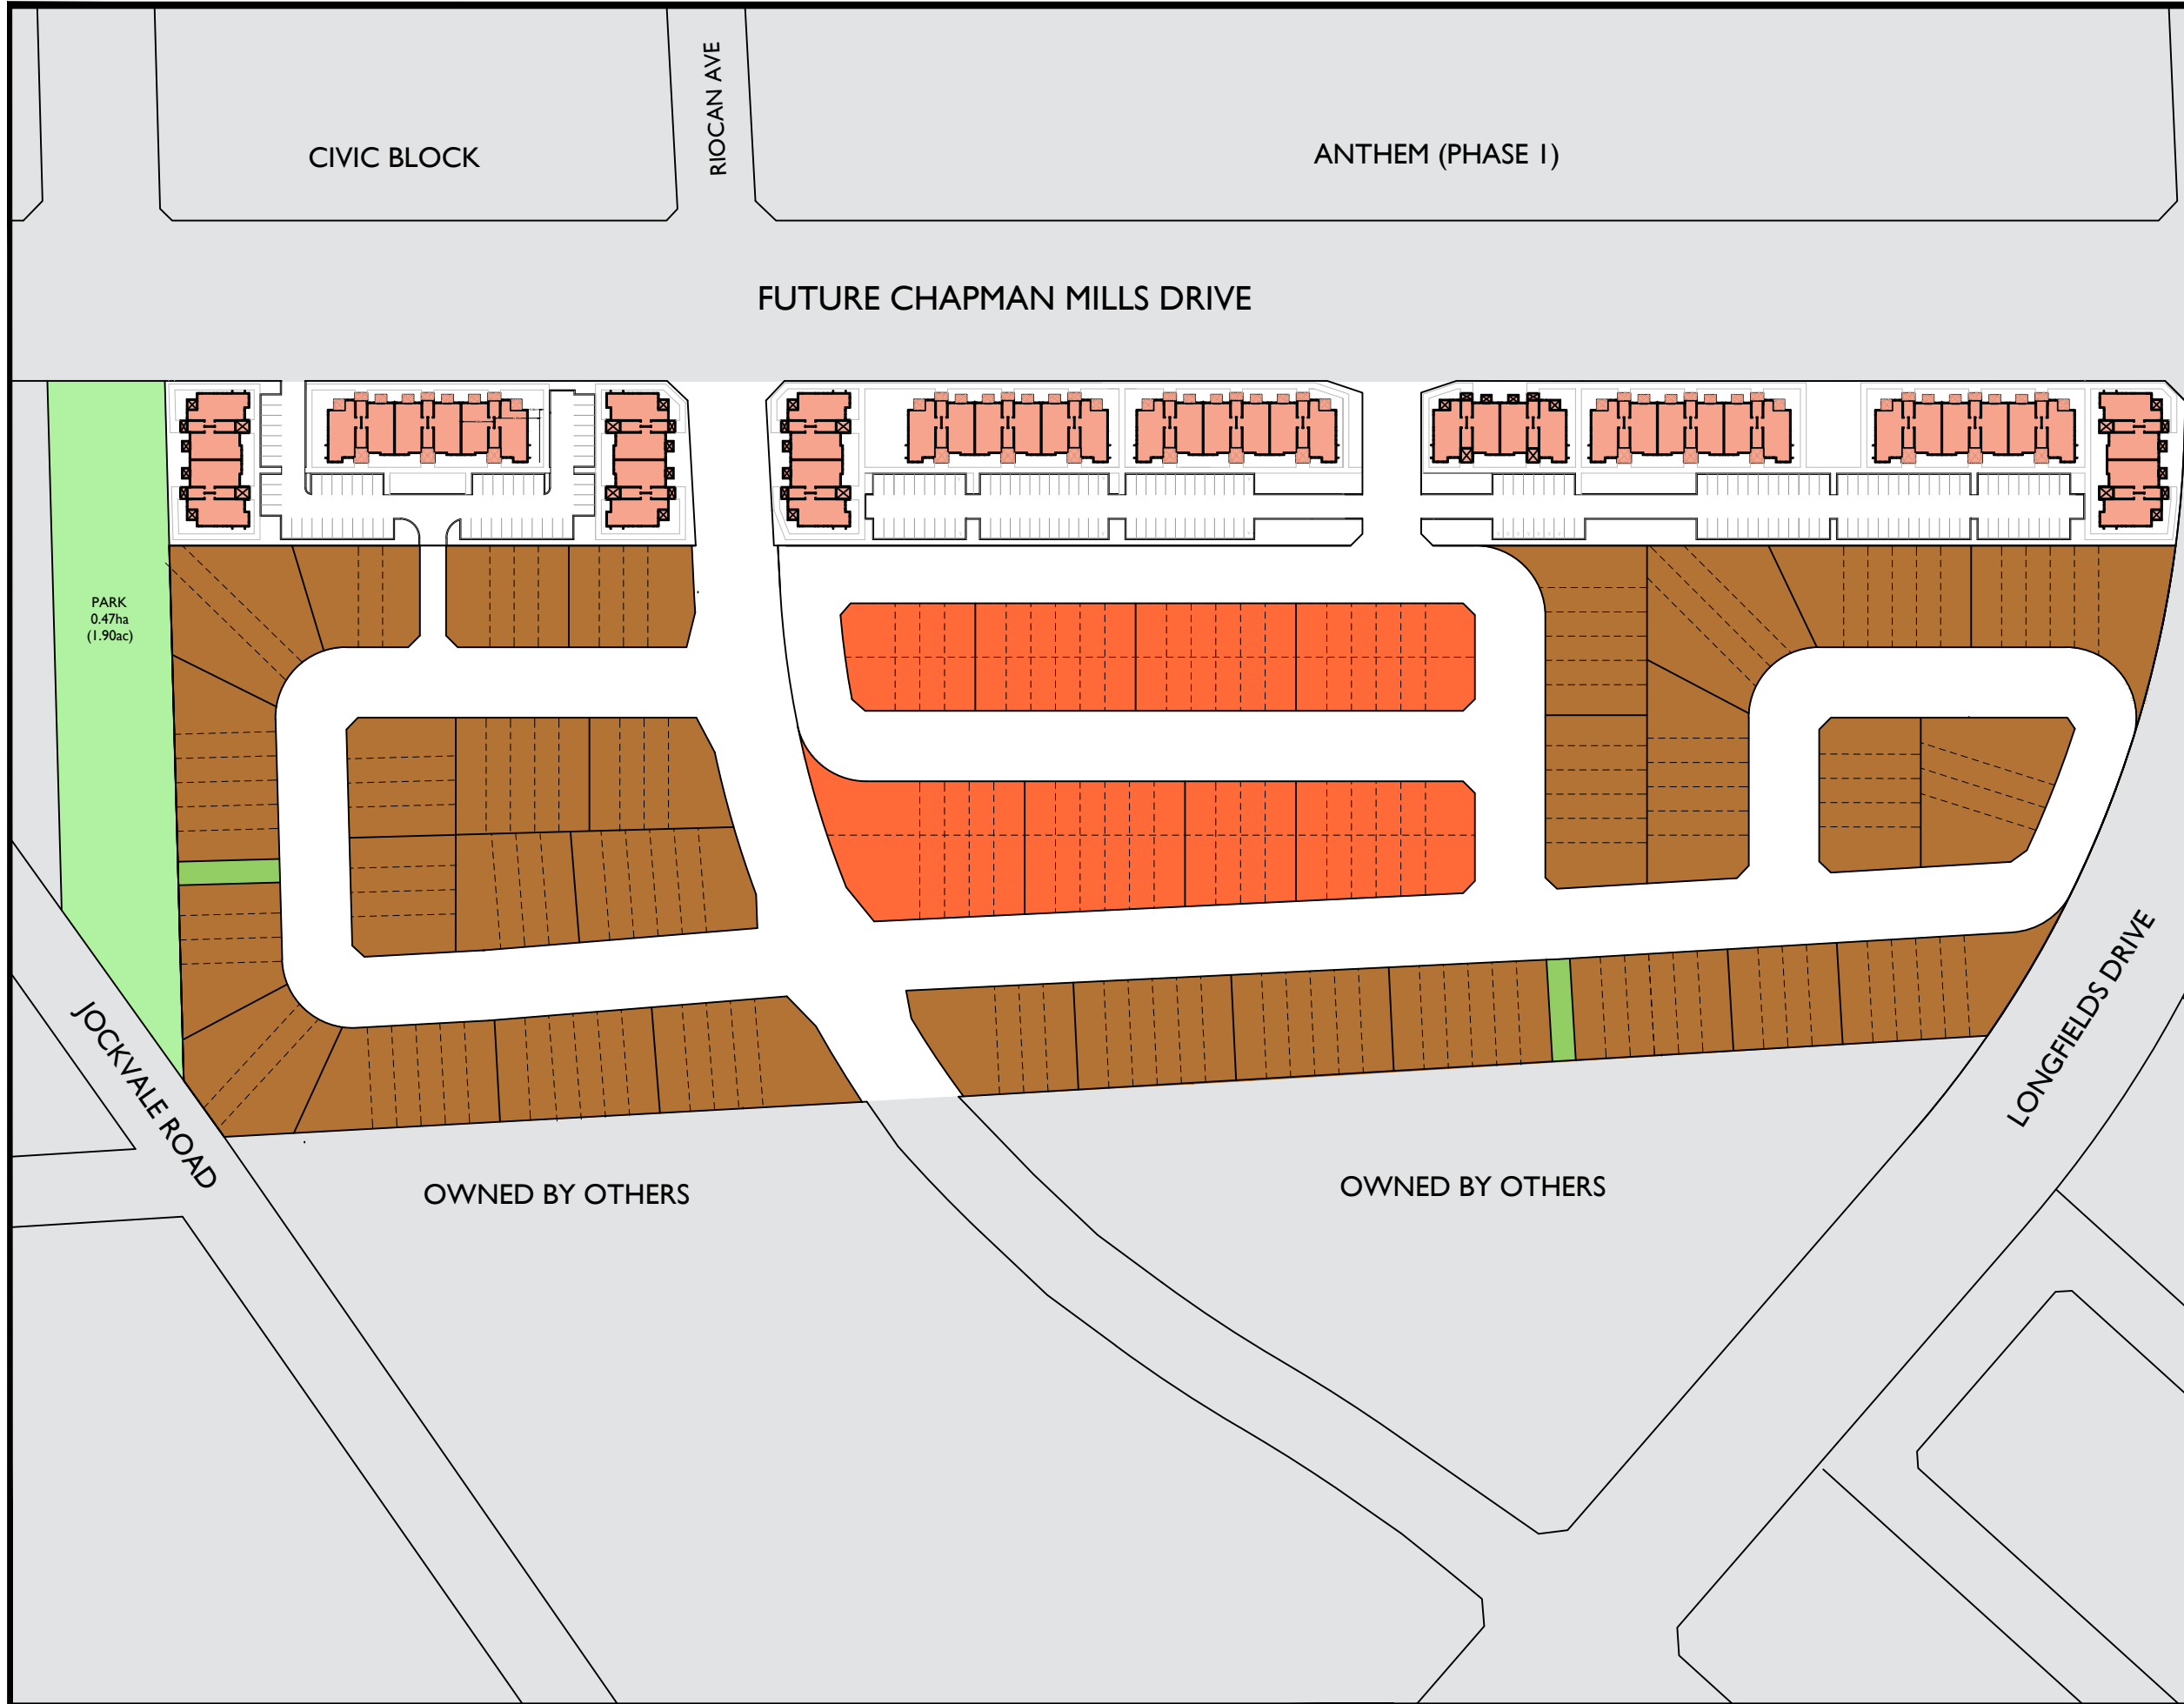 RIOCAN AVE
CIVIC BLOCK
ANTHEM (PHASE 1)
FUTURE CHAPMAN MILLS DRIVE
PARK
0.47ha
(1.90ac)
JOCKVALE ROAD
LONGFIELDS DRIVE
OWNED BY OTHERS
OWNED BY OTHERS